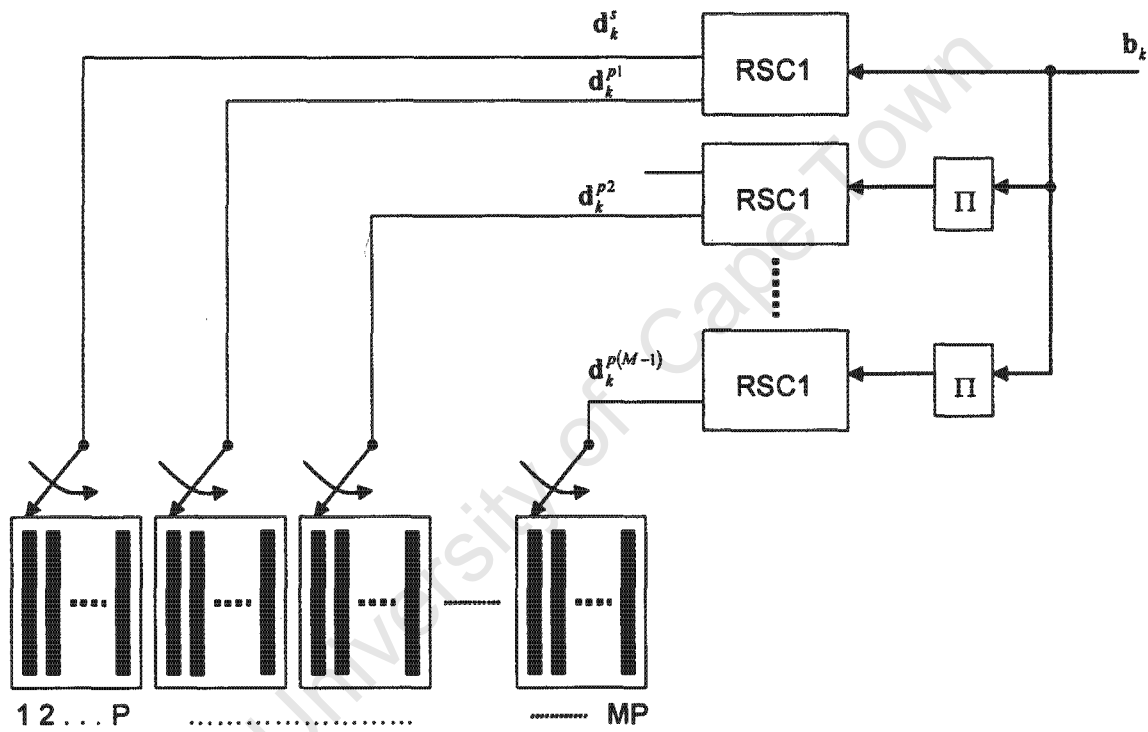 d_k^s
RSC1
b_k
d_k^{p1}
d_k^{p2}
RSC1
Π
d_k^{p(M-1)}
RSC1
Π
1 2 . . . P ........................ MP
University of Cape Town